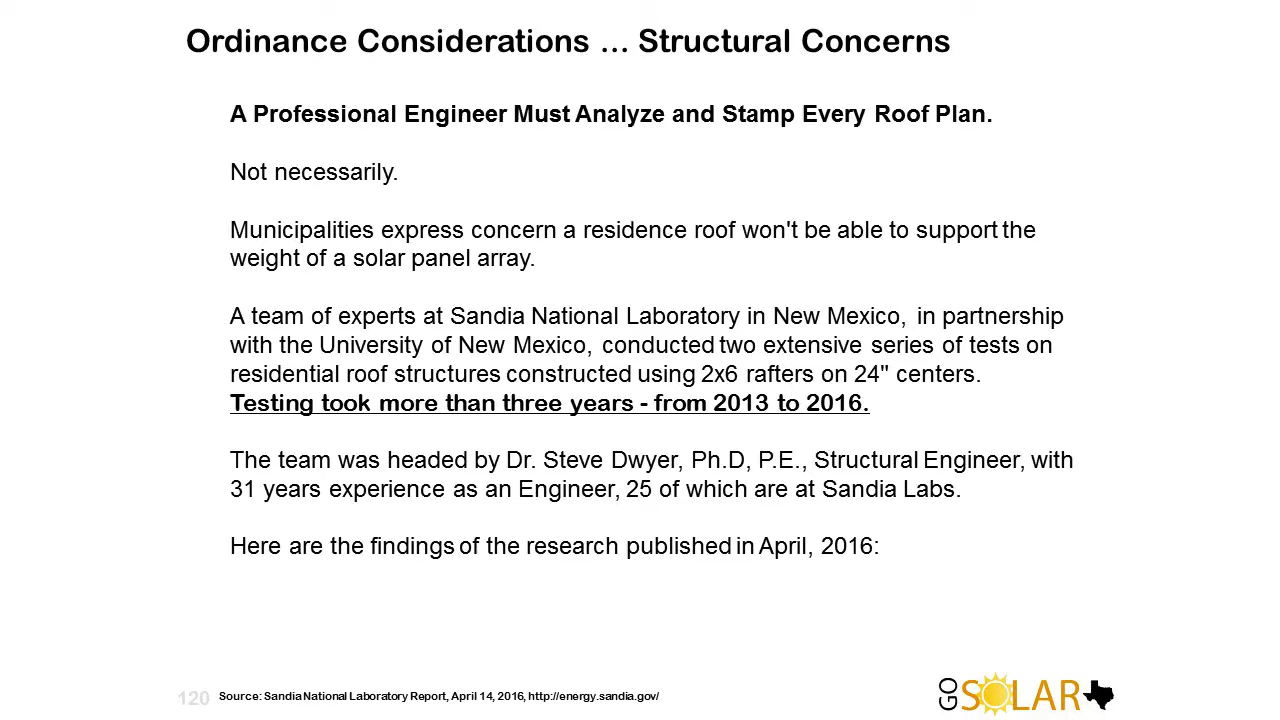 Ordinance Considerations ... Structural Concerns
A Professional Engineer Must Analyze and Stamp Every Roof Plan.
Not necessarily.
Municipalities express concern a residence roof won't be able to support the
weight of a solar panel array.
A team of experts at Sandia National Laboratory in New Mexico, in partnership
with the University of New Mexico, conducted two extensive series of tests on
residential roof structures constructed using 2x6 rafters on 24" centers.
Testing took more than three years - from 2013 to 2016.
The team was headed by Dr. Steve Dwyer, Ph.D, P.E., Structural Engineer, with
31 years experience as an Engineer, 25 of which are at Sandia Labs.
Here are the findings of the research published in April, 2016:
120 Source: Sandia National Laboratory Report, April 14, 2016, http://energy.sandia.gov/
GO SOLAR